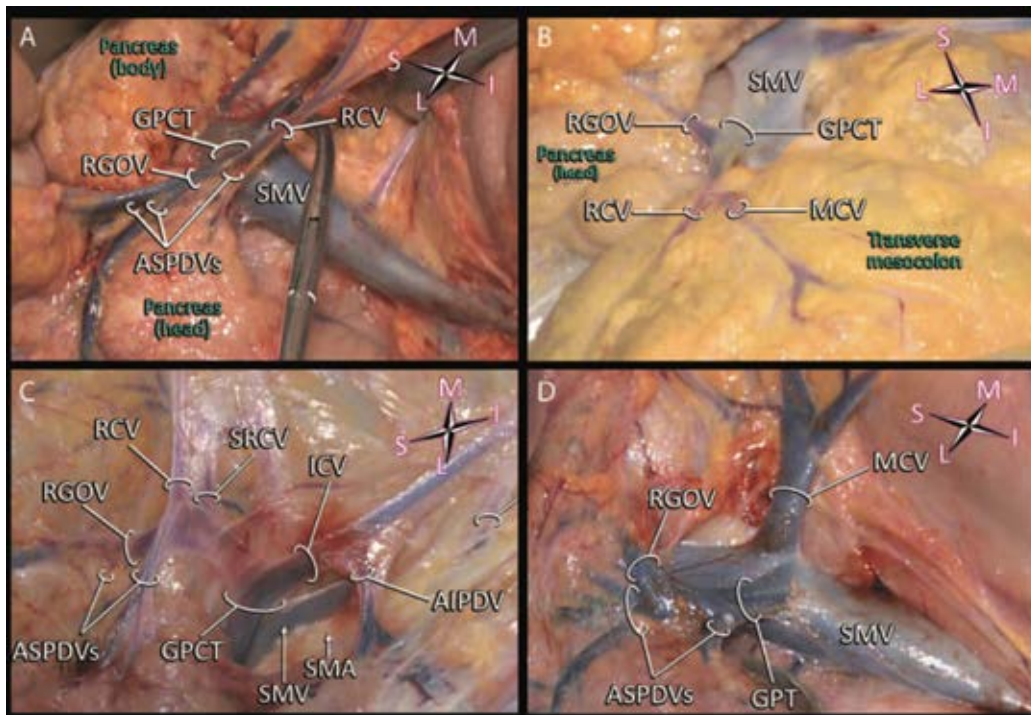 A
Pancreas
(body)
M
S
I
L
GPCT
RCV
RGOV
SMV
ASPDVs
Pancreas
(head)
B
S
L
M
I
SMV
RGOV
GPCT
Pancreas
(head)
RCV
MCV
Transverse
mesocolon
C
M
S
I
L
RCV
SRCV
ICV
RGOV
AIPDV
ASPDVs
GPCT
SMA
SMV
D
M
S
I
L
MCV
RGOV
SMV
ASPDVs
GPT